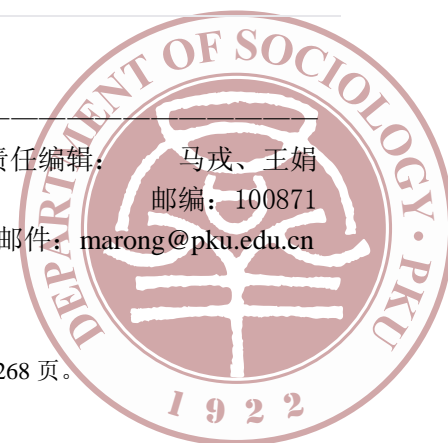 DEPARTMENT OF SOCIOLOGY · PKU
责任编辑： 马戎、王娟
邮编：100871
邮件：marong@pku.edu.cn
268 页。
1922